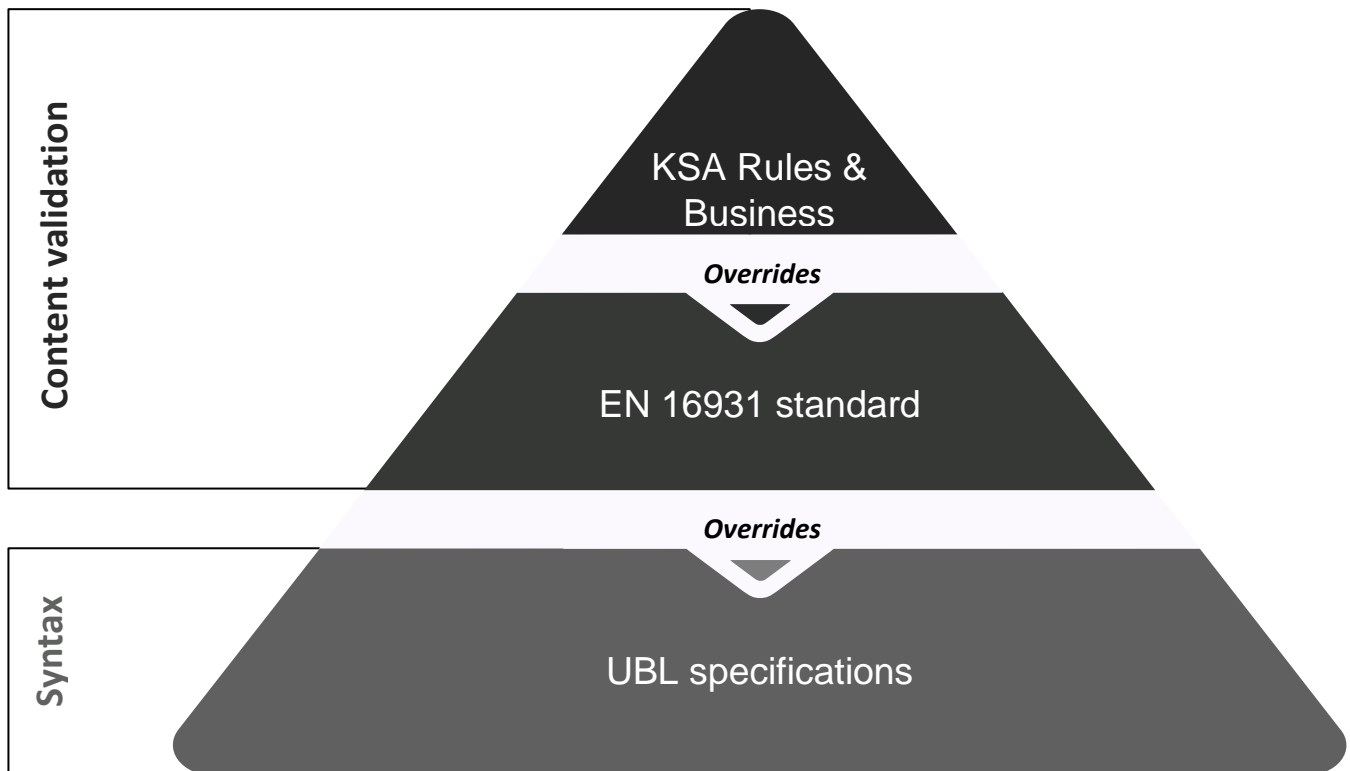 Content validation
KSA Rules &
Business
Overrides
EN 16931 standard
Overrides
Syntax
UBL specifications